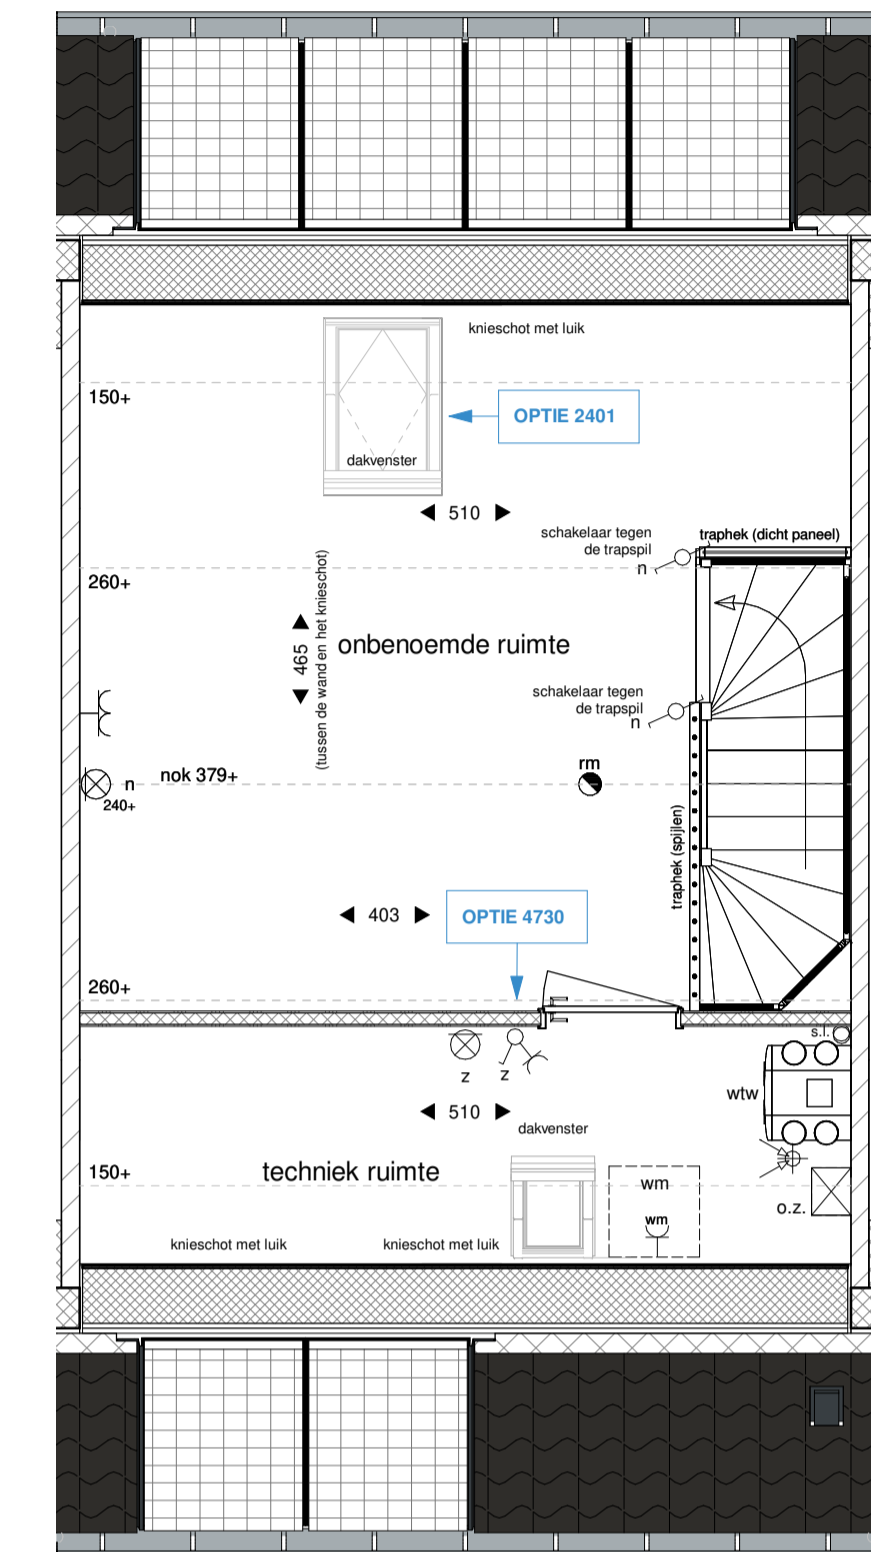 knieschot met luik
150+
OPTIE 2401
dakvenster
510
schakelaar tegen
de trapspil
n
traphek (dicht paneel)
260+
465
(tussen de wand en het knieschot)
onbenoemde ruimte
schakelaar tegen
de trapspil
n
rm
nok 379+
n
240+
traphek (spijlen)
403
OPTIE 4730
260+
s.l.
z
z
wtw
510
dakvenster
techniek ruimte
150+
wm
wm
o.z.
knieschot met luik
knieschot met luik